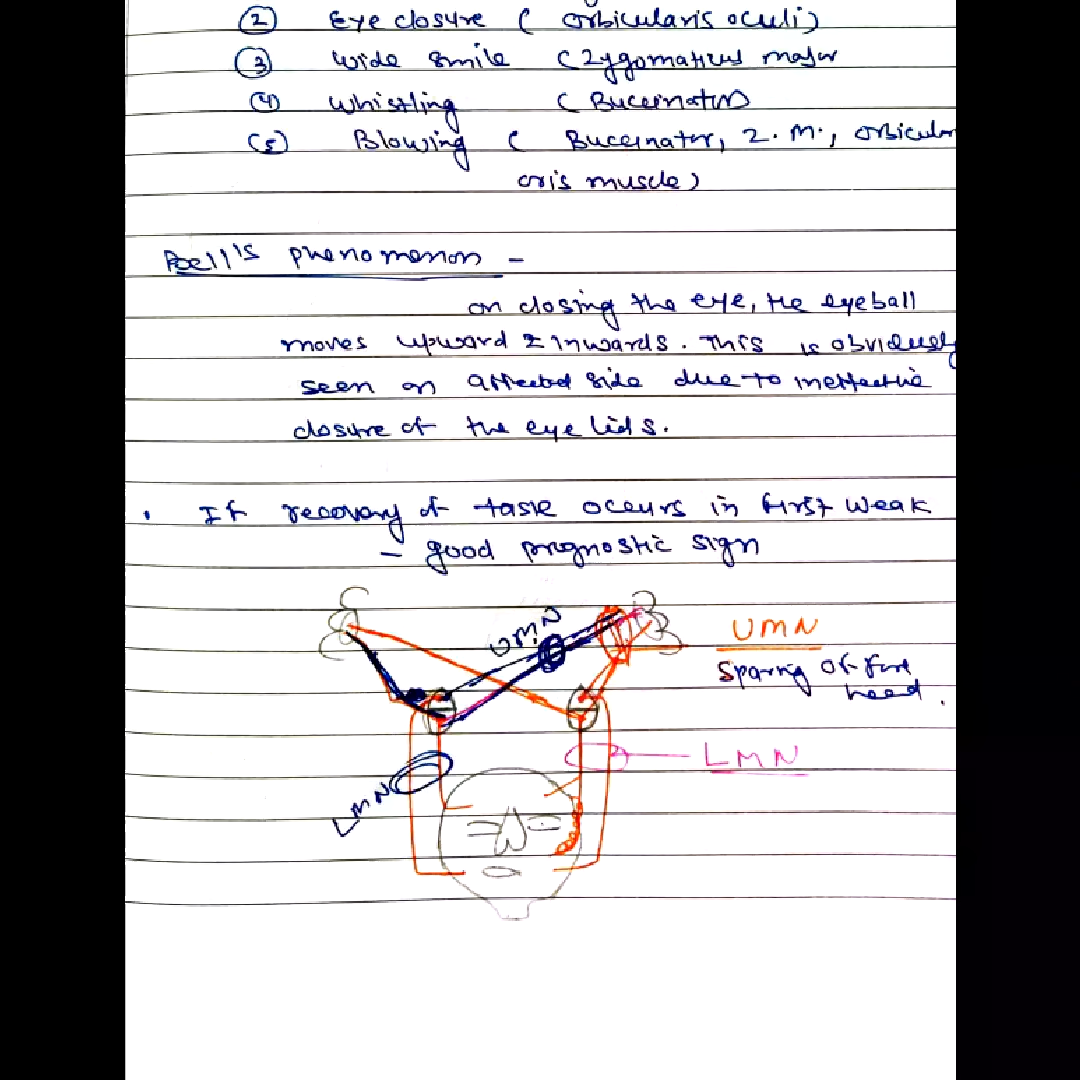 ② Eye closure ( orbicularis oculi)
③ Wide smile (Zygomaticus major
(4) Whistling ( Buccinator
(5) Blowing ( Buccinator, Z.M., orbicular
oris muscle)
Bell's phenomenon -
on closing the eye, the eyeball
moves upward & inwards. This is obviously
seen on affected side due to ineffective
closure of the eye lids.
. If recovery of taste occurs in first weak
- good prognostic sign
UMN
UMN
Sparing of fore
head.
LMN
LMN